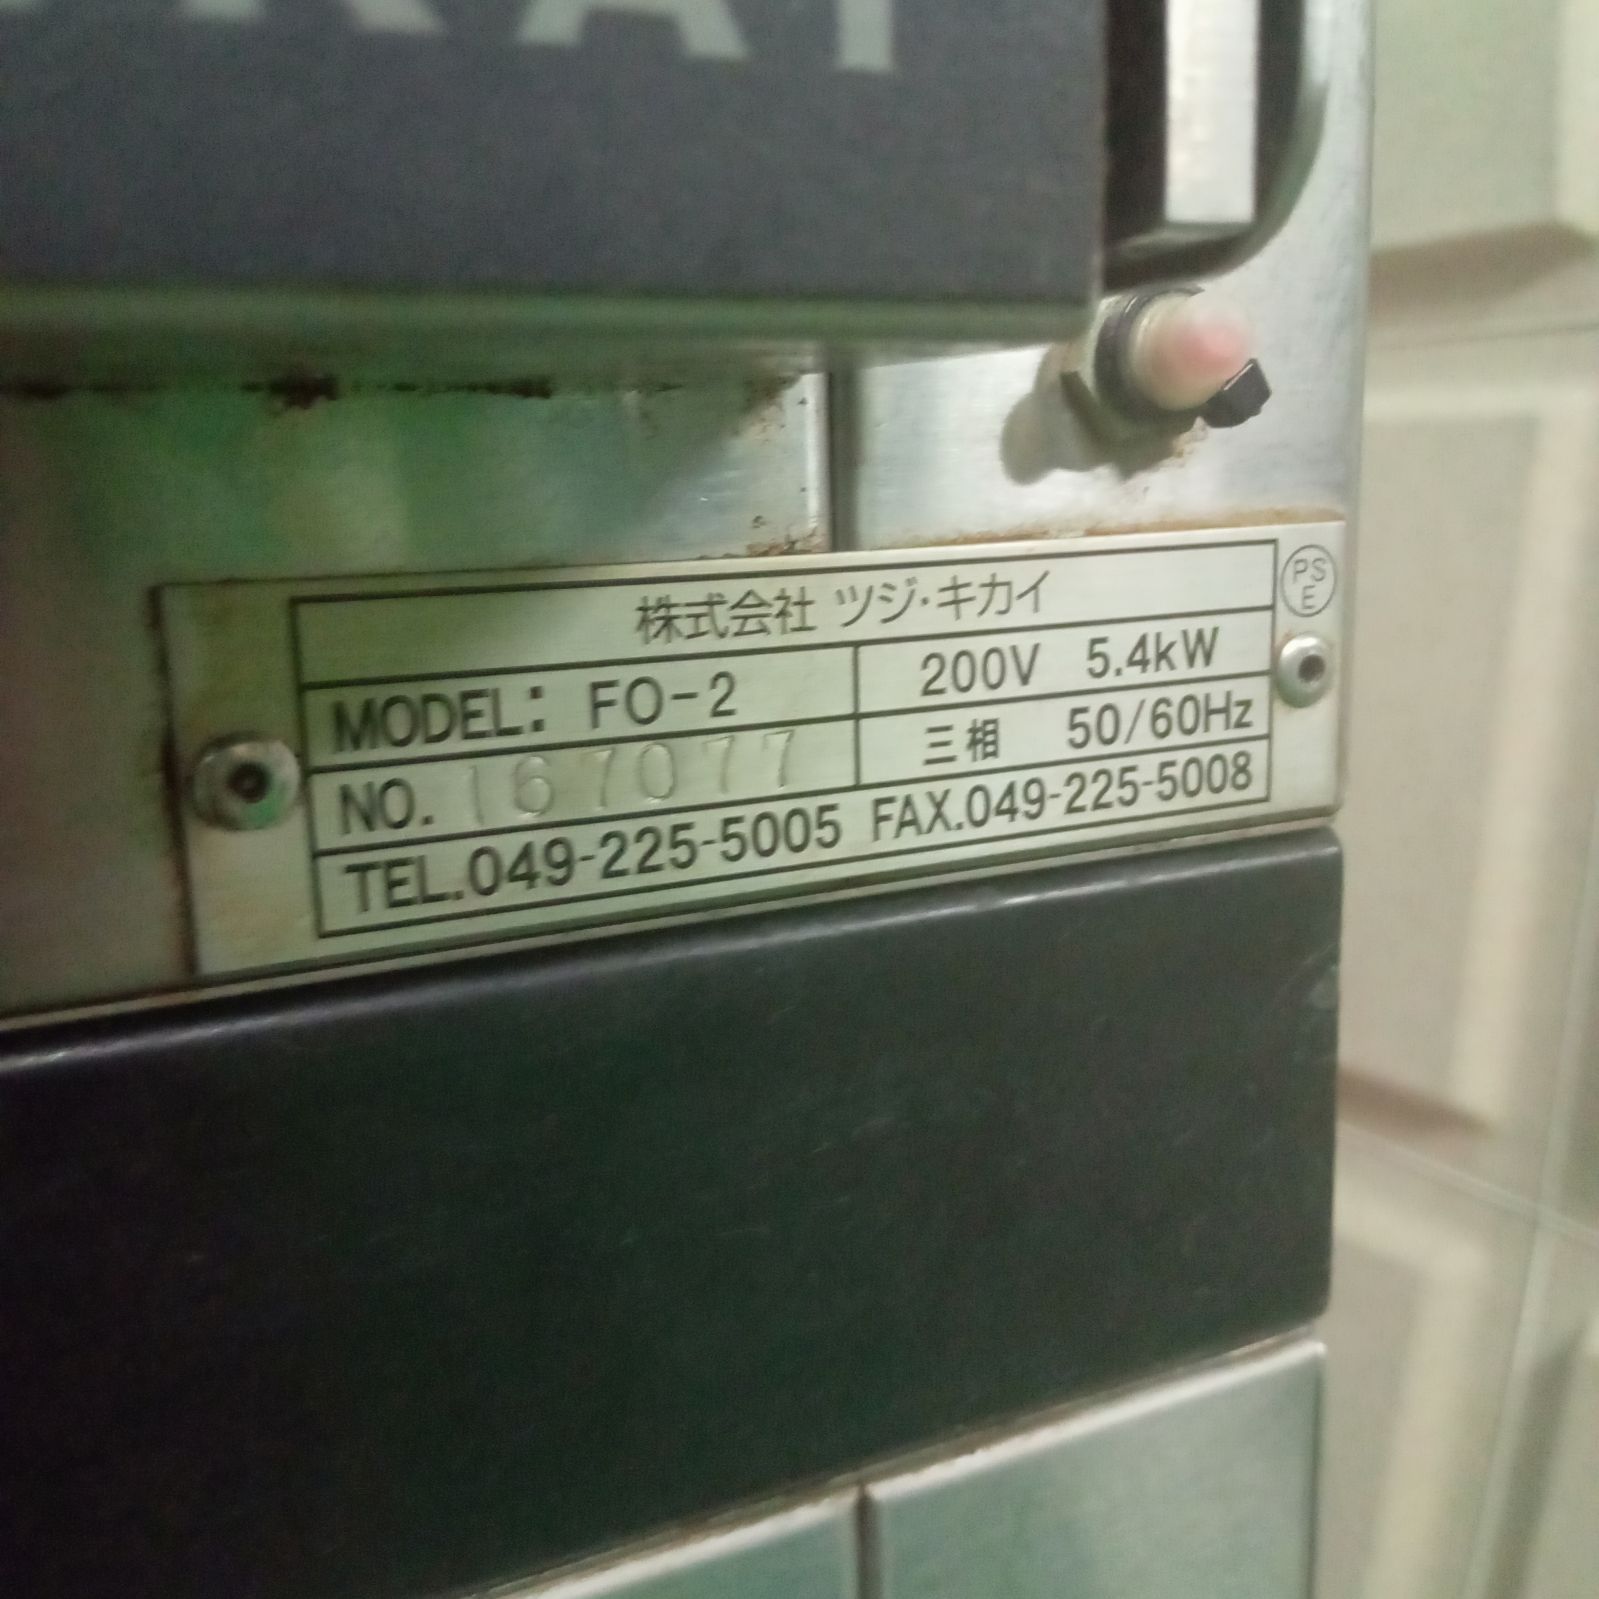 株式会社 ツジ・キカイ
PS
E
MODEL: FO-2
200V 5.4kW
NO. 167077
三相 50/60Hz
TEL.049-225-5005 FAX.049-225-5008